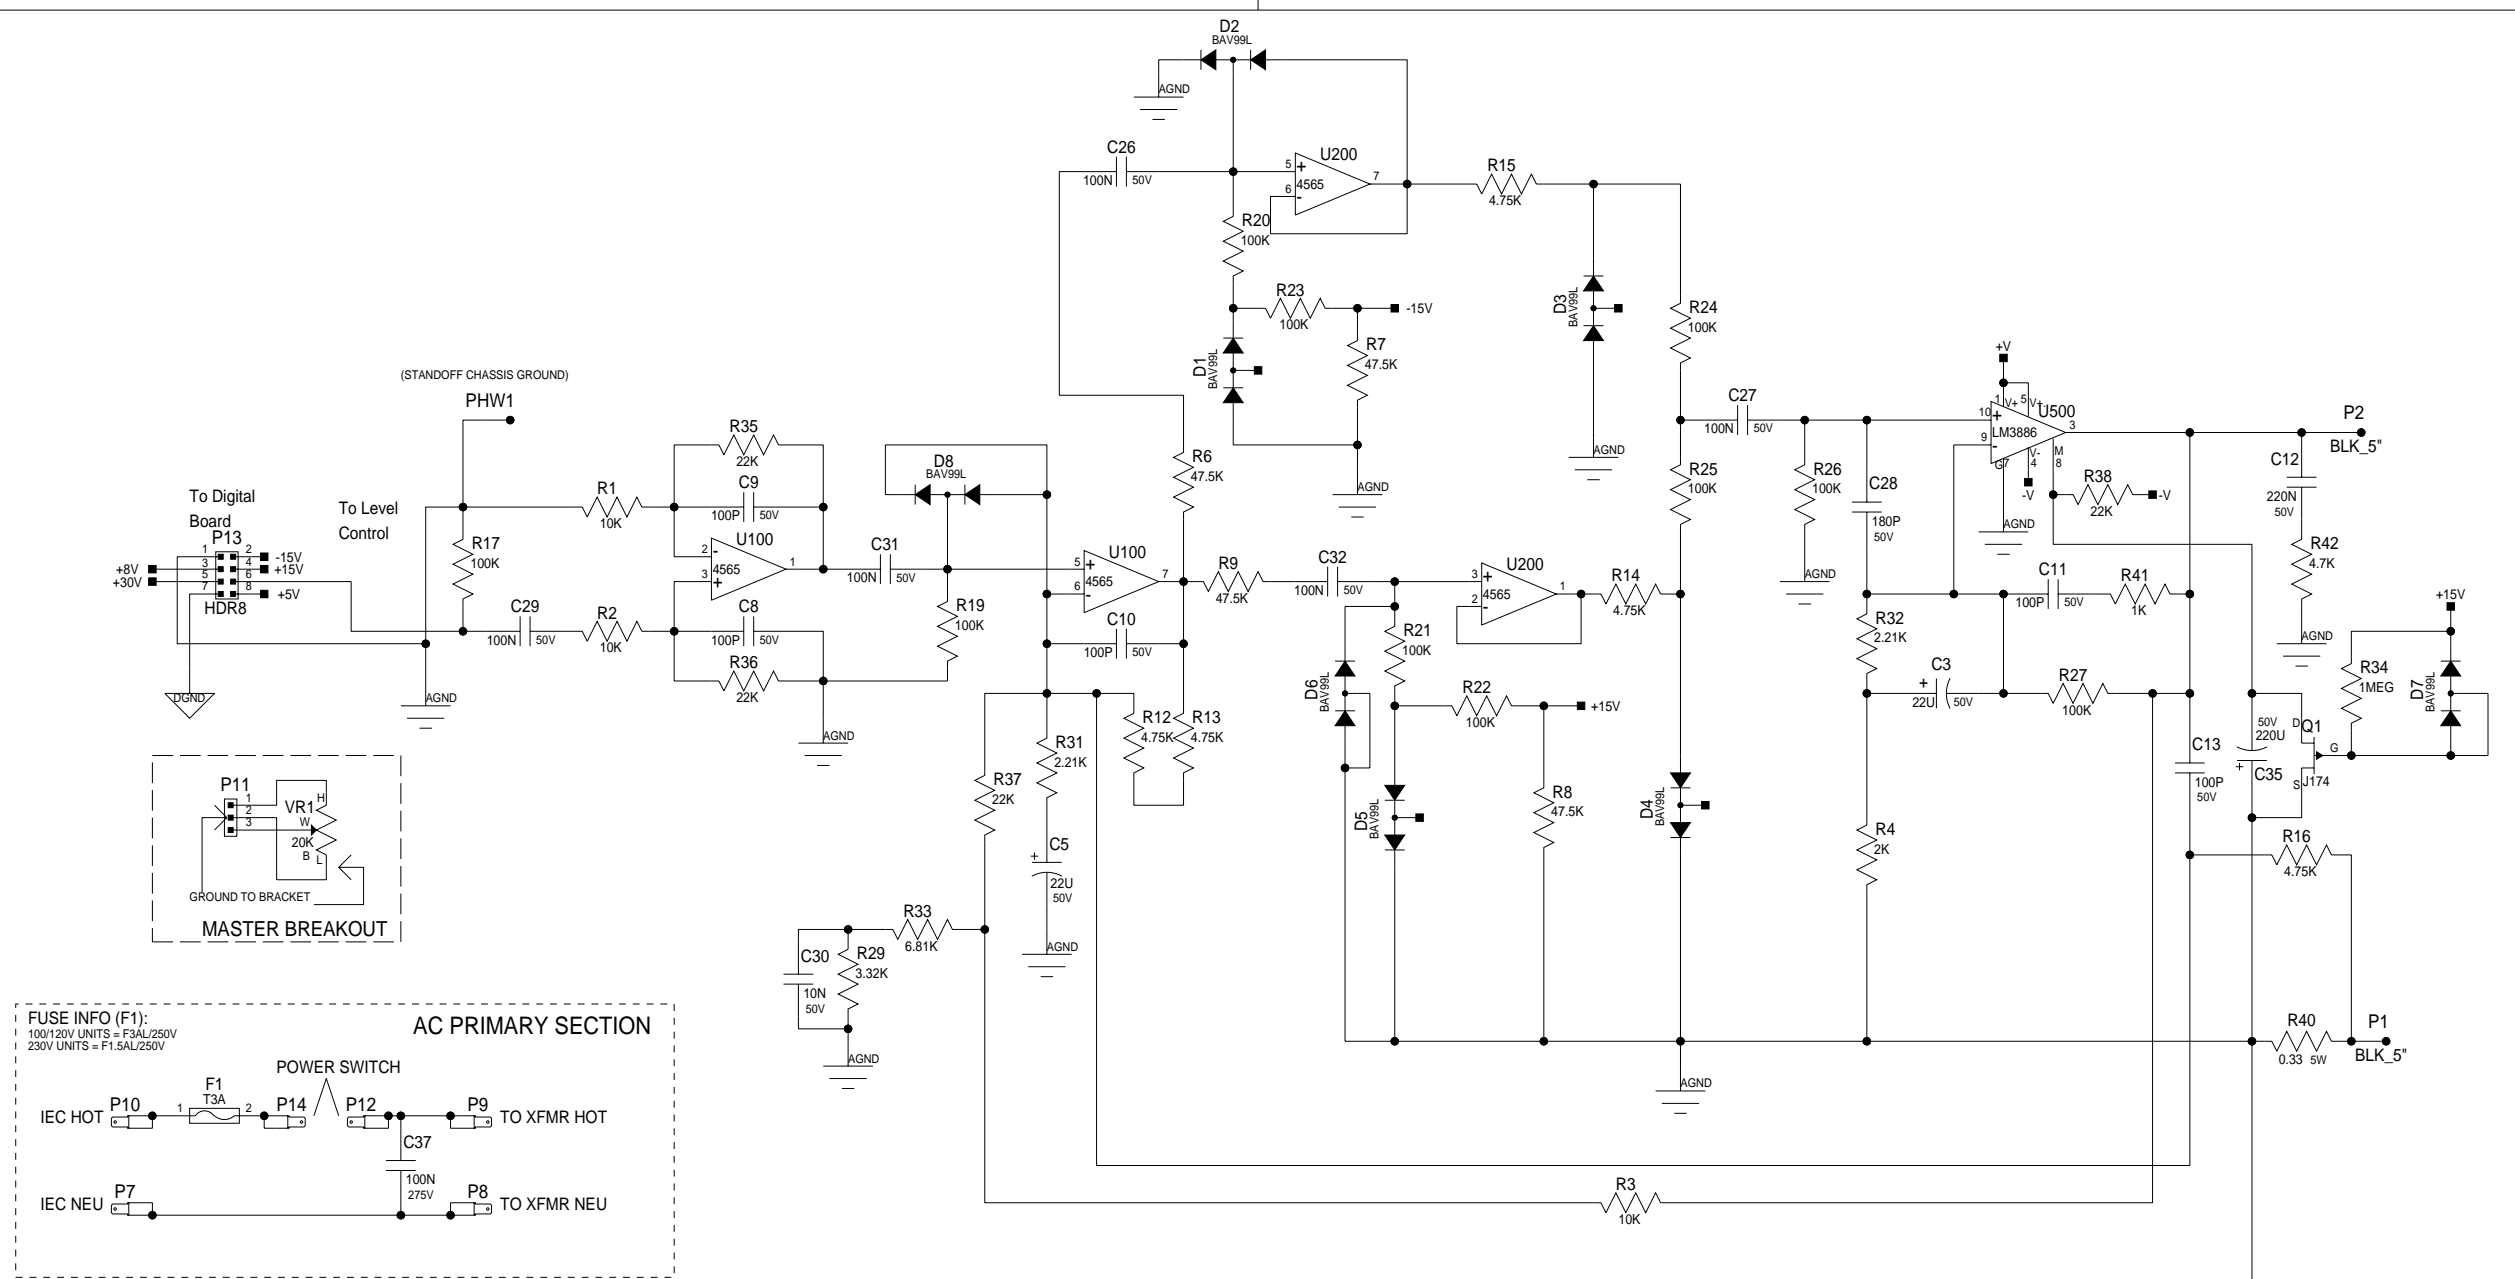 D2
BAV99L
AGND
C26
100N
50V
5
+
U200
4565
6
-
7
R15
4.75K
R20
100K
R23
100K
-15V
D1
BAV99L
R7
47.5K
AGND
D3
BAV99L
AGND
R24
100K
(STANDOFF CHASSIS GROUND)
PHW1
R35
22K
R1
10K
C9
100P
50V
D8
BAV99L
R6
47.5K
To Digital
Board
P13
1
2
3
4
5
6
7
8
HDR8
-15V
+15V
+8V
+30V
+5V
DGND
To Level
Control
R17
100K
AGND
C29
100N
50V
R2
10K
2
-
U100
4565
3
+
1
C8
100P
50V
R36
22K
AGND
C31
100N
50V
R19
100K
5
+
U100
4565
6
-
7
C10
100P
50V
R9
47.5K
C32
100N
50V
3
+
U200
4565
2
-
1
R14
4.75K
R25
100K
C27
100N
50V
R26
100K
AGND
C28
180P
50V
+V
1
V+
5
V+
10
+
U500
LM3886
9
-
3
G
7
V-
4
M
8
-V
AGND
R38
22K
-V
P2
BLK_5"
C12
220N
50V
R42
4.7K
AGND
C11
100P
50V
R41
1K
R32
2.21K
+
C3
22U
50V
R27
100K
R4
2K
C13
100P
50V
+15V
R34
1MEG
D7
BAV99L
50V
220U
+
C35
D
Q1
G
S
J174
R16
4.75K
R40
0.33
5W
P1
BLK_5"
R21
100K
D6
BAV99L
R22
100K
+15V
D5
BAV99L
R8
47.5K
D4
BAV99L
AGND
R12
4.75K
R13
4.75K
R31
2.21K
R37
22K
+
C5
22U
50V
AGND
R33
6.81K
C30
10N
50V
R29
3.32K
AGND
R3
10K
P11
1
2
3
VR1
H
W
20K
B
L
GROUND TO BRACKET
MASTER BREAKOUT
FUSE INFO (F1):
100/120V UNITS = F3AL/250V
230V UNITS = F1.5AL/250V
AC PRIMARY SECTION
POWER SWITCH
IEC HOT
P10
1
F1
T3A
2
P14
P12
P9
TO XFMR HOT
C37
100N
275V
IEC NEU
P7
P8
TO XFMR NEU